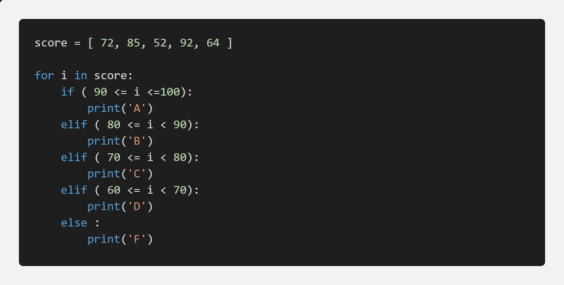 score = [ 72, 85, 52, 92, 64 ]

for i in score:
    if ( 90 <= i <=100):
        print('A')
    elif ( 80 <= i < 90):
        print('B')
    elif ( 70 <= i < 80):
        print('C')
    elif ( 60 <= i < 70):
        print('D')
    else :
        print('F')